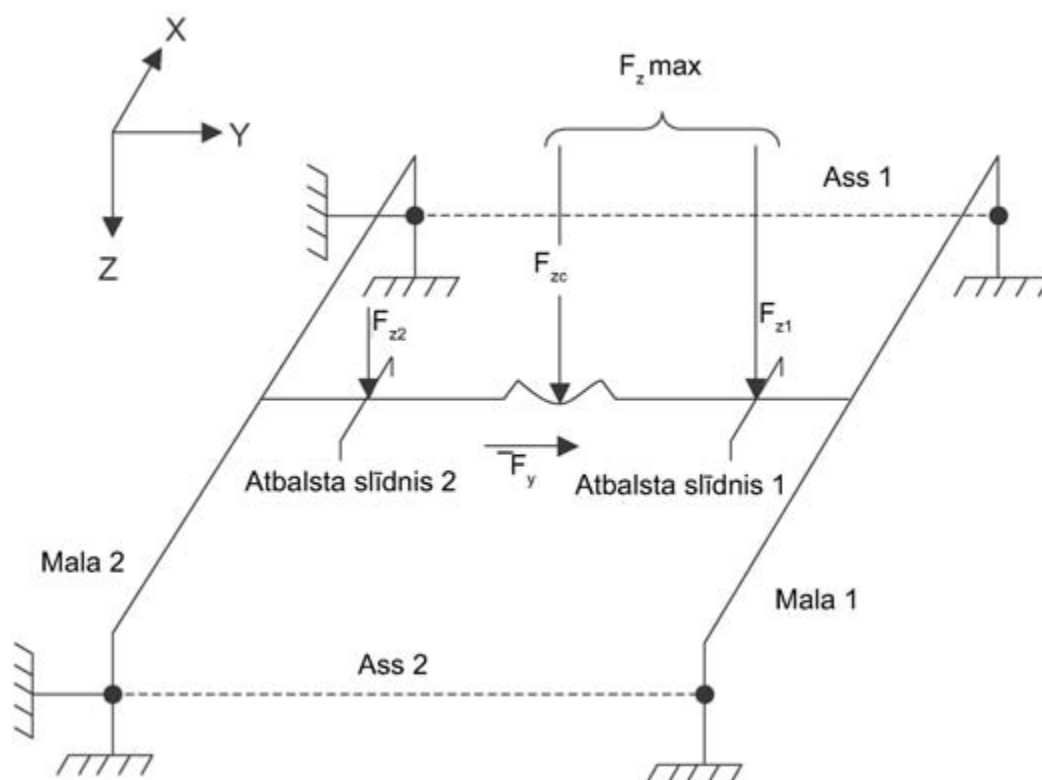 X
F_z max
Y
Ass 1
Z
F_zc
F_z2
F_z1
Atbalsta slīdnis 2
¯F_y
Atbalsta slīdnis 1
Mala 2
Mala 1
Ass 2